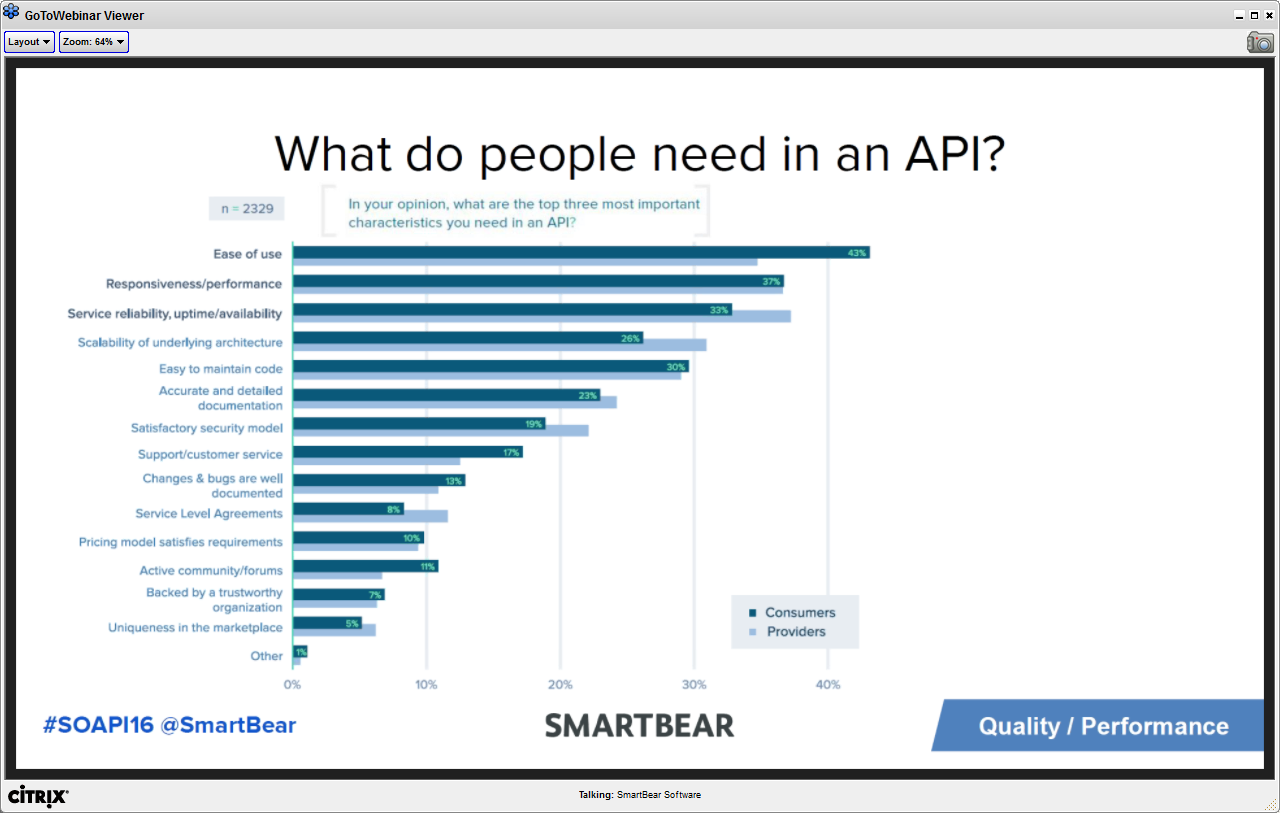 GoToWebinar Viewer
Layout
Zoom: 64%
What do people need in an API?
n = 2329
In your opinion, what are the top three most important
characteristics you need in an API?
Ease of use
43%
Responsiveness/performance
37%
Service reliability, uptime/availability
33%
Scalability of underlying architecture
26%
Easy to maintain code
30%
Accurate and detailed
documentation
23%
Satisfactory security model
19%
Support/customer service
17%
Changes & bugs are well
documented
13%
Service Level Agreements
8%
Pricing model satisfies requirements
10%
Active community/forums
11%
Backed by a trustworthy
organization
7%
Uniqueness in the marketplace
5%
Other
1%
Consumers
Providers
0% 10% 20% 30% 40%
#SOAPI16 @SmartBear
SMARTBEAR
Quality / Performance
CITRIX
Talking: SmartBear Software